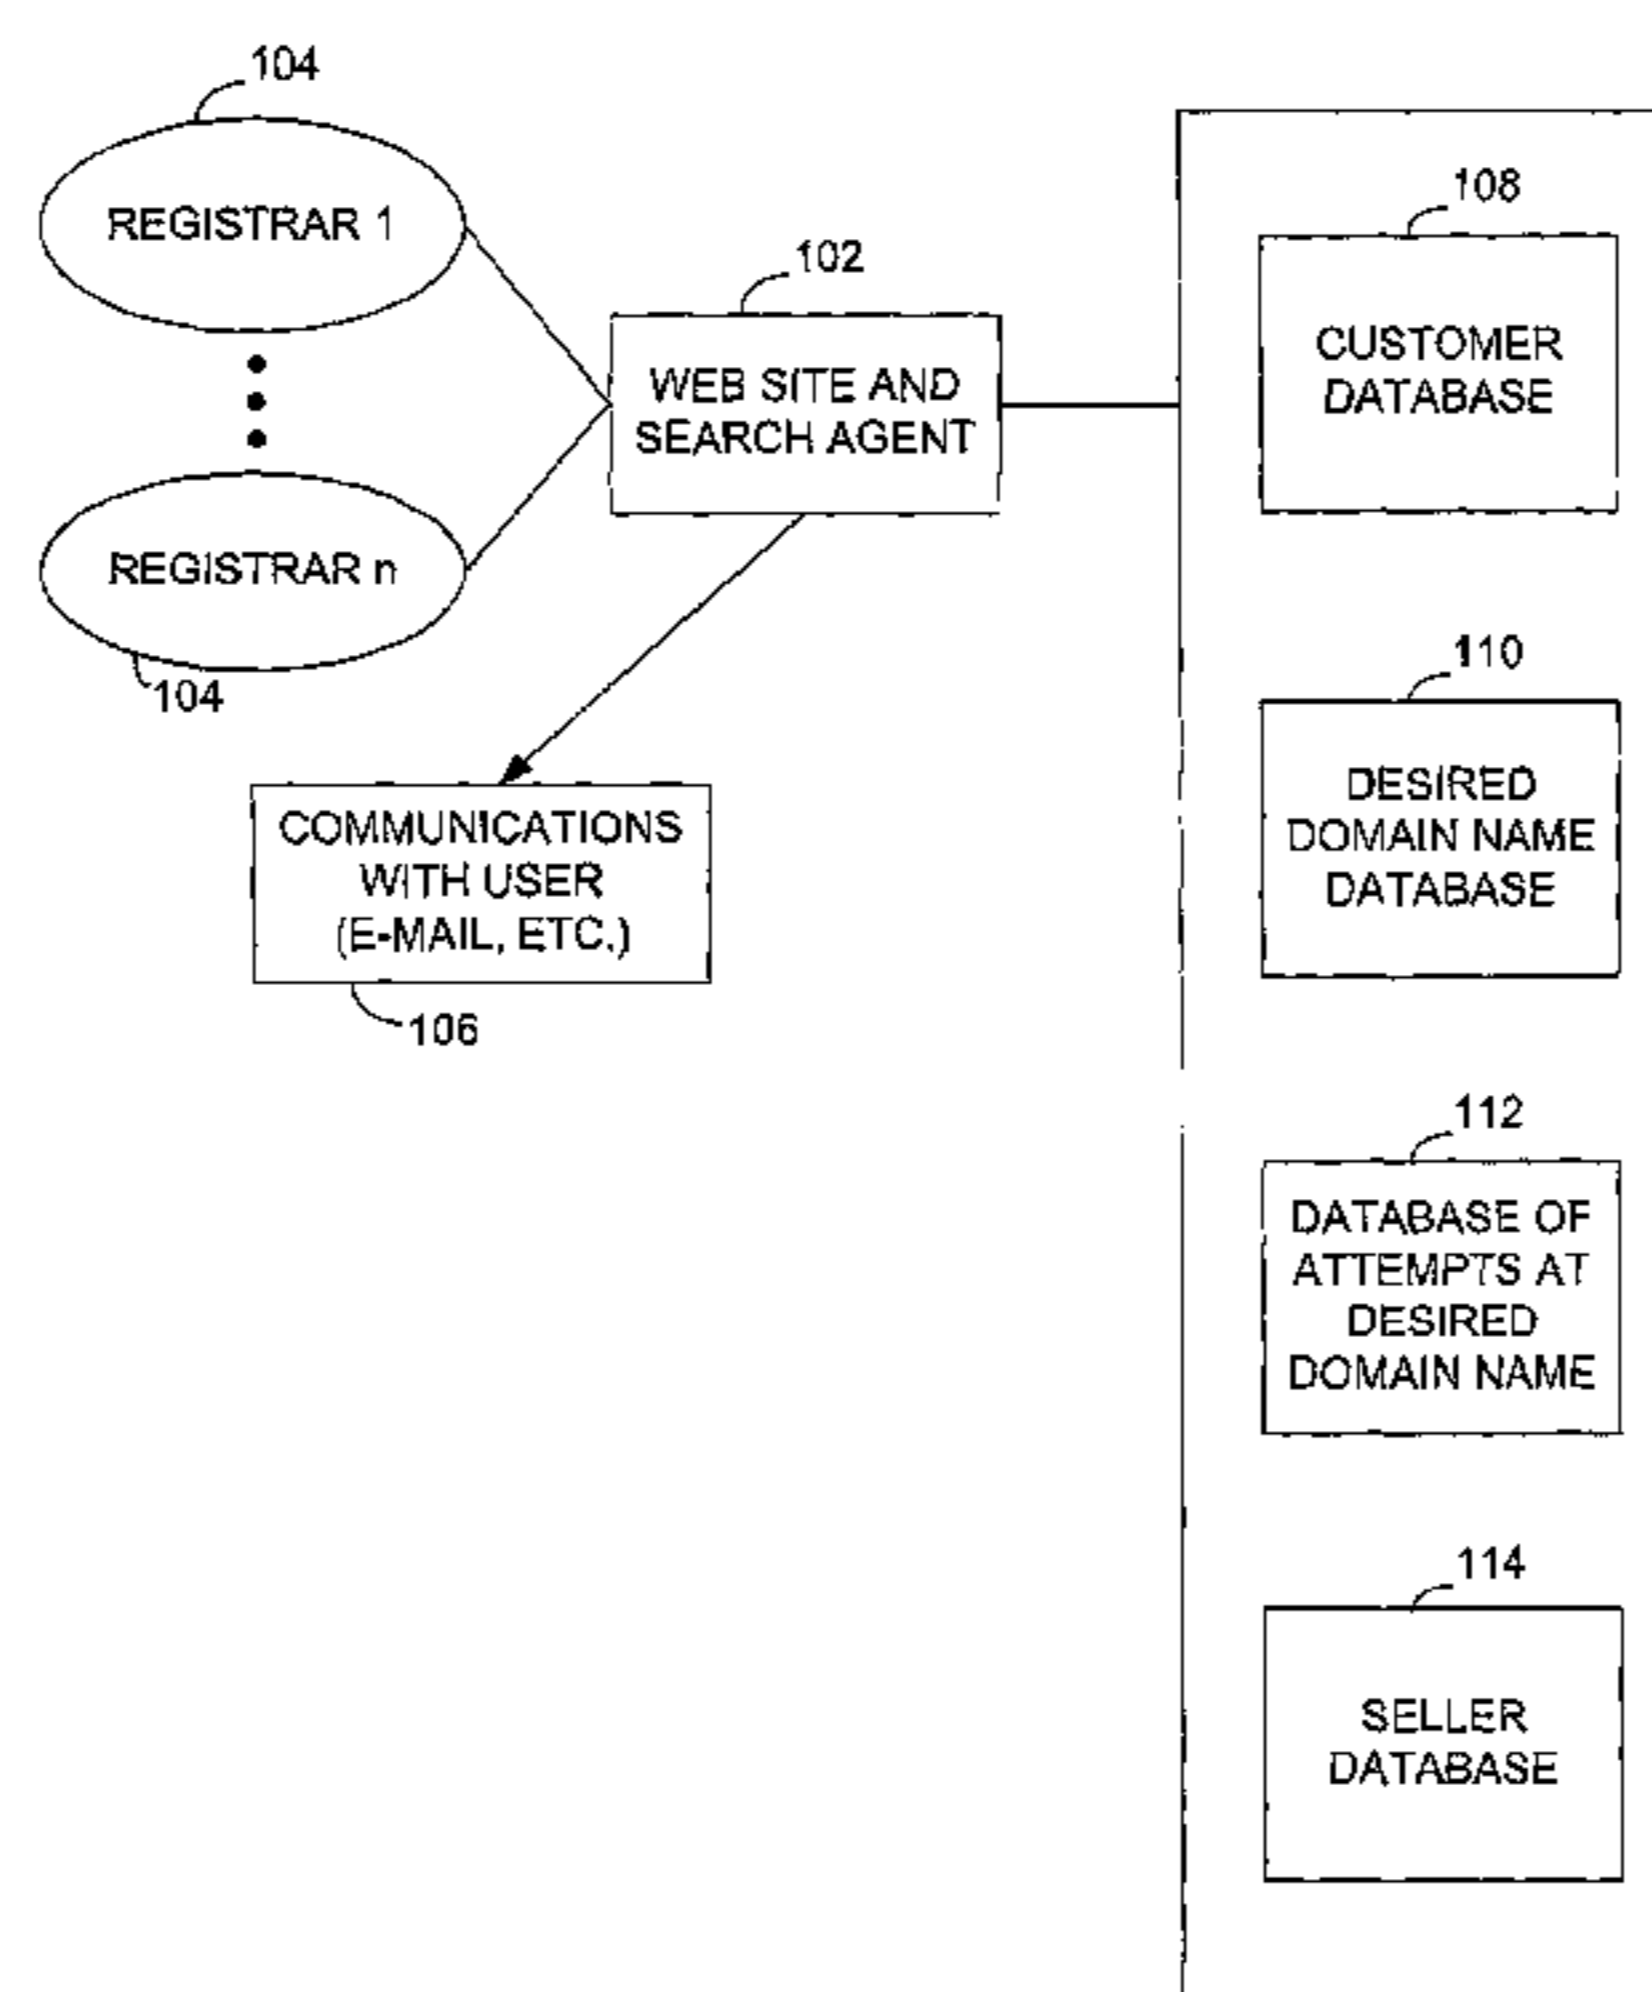 104
REGISTRAR 1
REGISTRAR n
104
102
WEB SITE AND
SEARCH AGENT
COMMUNICATIONS
WITH USER
(E-MAIL, ETC.)
106
108
CUSTOMER
DATABASE
110
DESIRED
DOMAIN NAME
DATABASE
112
DATABASE OF
ATTEMPTS AT
DESIRED
DOMAIN NAME
114
SELLER
DATABASE